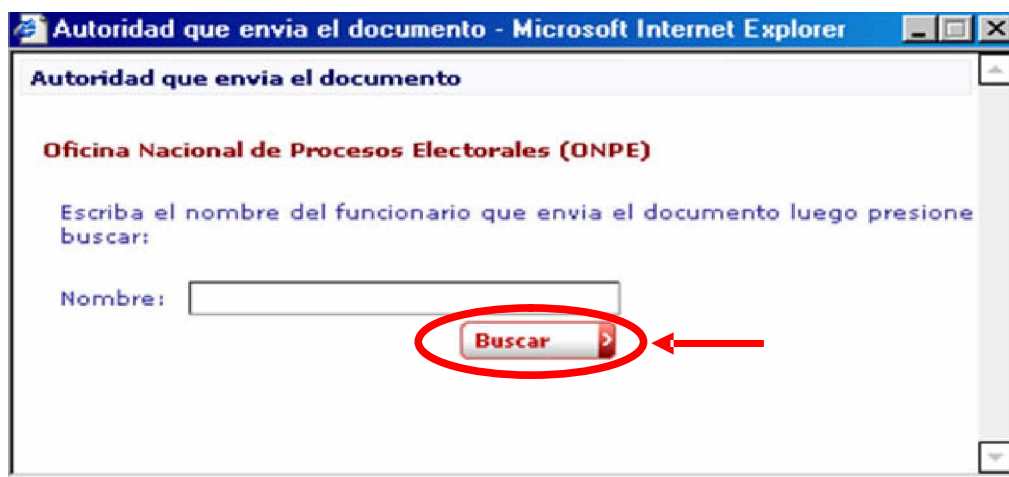 Autoridad que envia el documento - Microsoft Internet Explorer
Autoridad que envia el documento
Oficina Nacional de Procesos Electorales (ONPE)
Escriba el nombre del funcionario que envia el documento luego presione
buscar:
Nombre:
Buscar